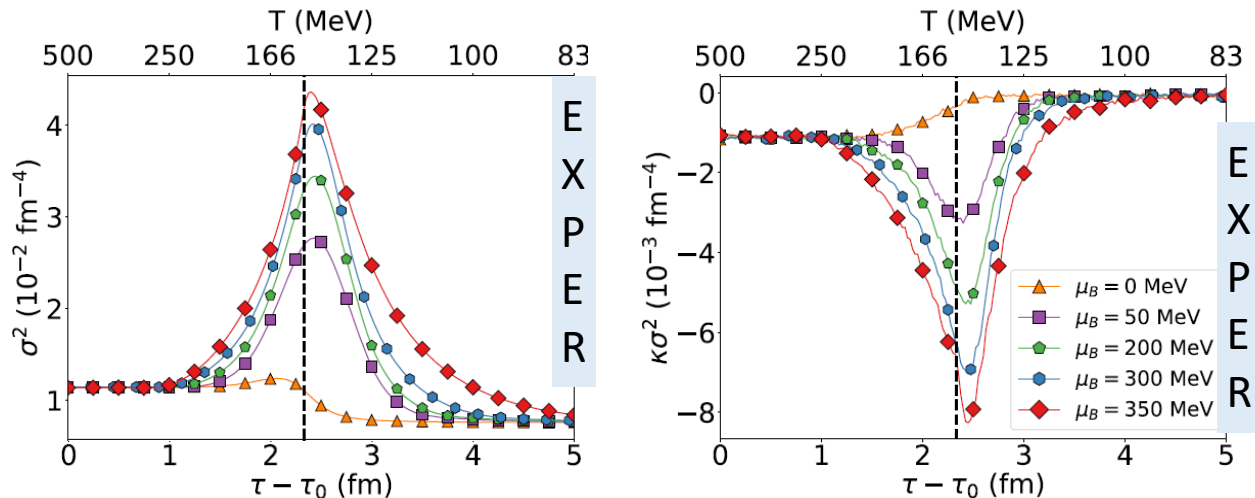 T (MeV)
500 250 166 125 100 83
4
3
2
1
σ² (10⁻² fm⁻⁴)
0 1 2 3 4 5
τ − τ₀ (fm)
E
X
P
E
R
T (MeV)
500 250 166 125 100 83
0
−2
−4
−6
−8
κσ² (10⁻³ fm⁻⁴)
μ_B = 0 MeV
μ_B = 50 MeV
μ_B = 200 MeV
μ_B = 300 MeV
μ_B = 350 MeV
0 1 2 3 4 5
τ − τ₀ (fm)
E
X
P
E
R